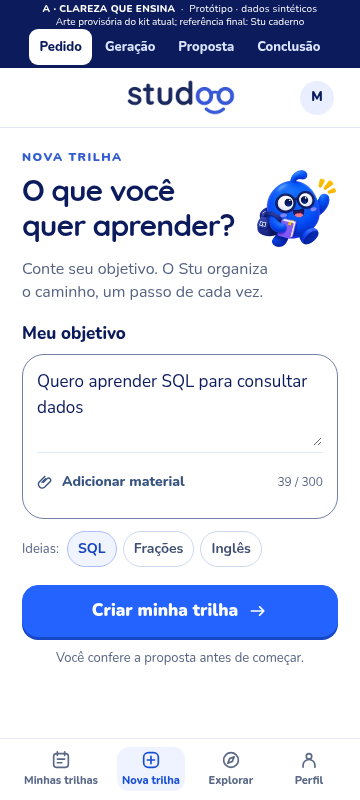 A · CLAREZA QUE ENSINA · Protótipo · dados sintéticos
Arte provisória do kit atual; referência final: Stu caderno
Pedido Geração Proposta Conclusão
studoo
M
NOVA TRILHA
O que você
quer aprender?
Conte seu objetivo. O Stu organiza
o caminho, um passo de cada vez.
Meu objetivo
Quero aprender SQL para consultar
dados
Adicionar material 39 / 300
Ideias: SQL Frações Inglês
Criar minha trilha →
Você confere a proposta antes de começar.
Minhas trilhas Nova trilha Explorar Perfil